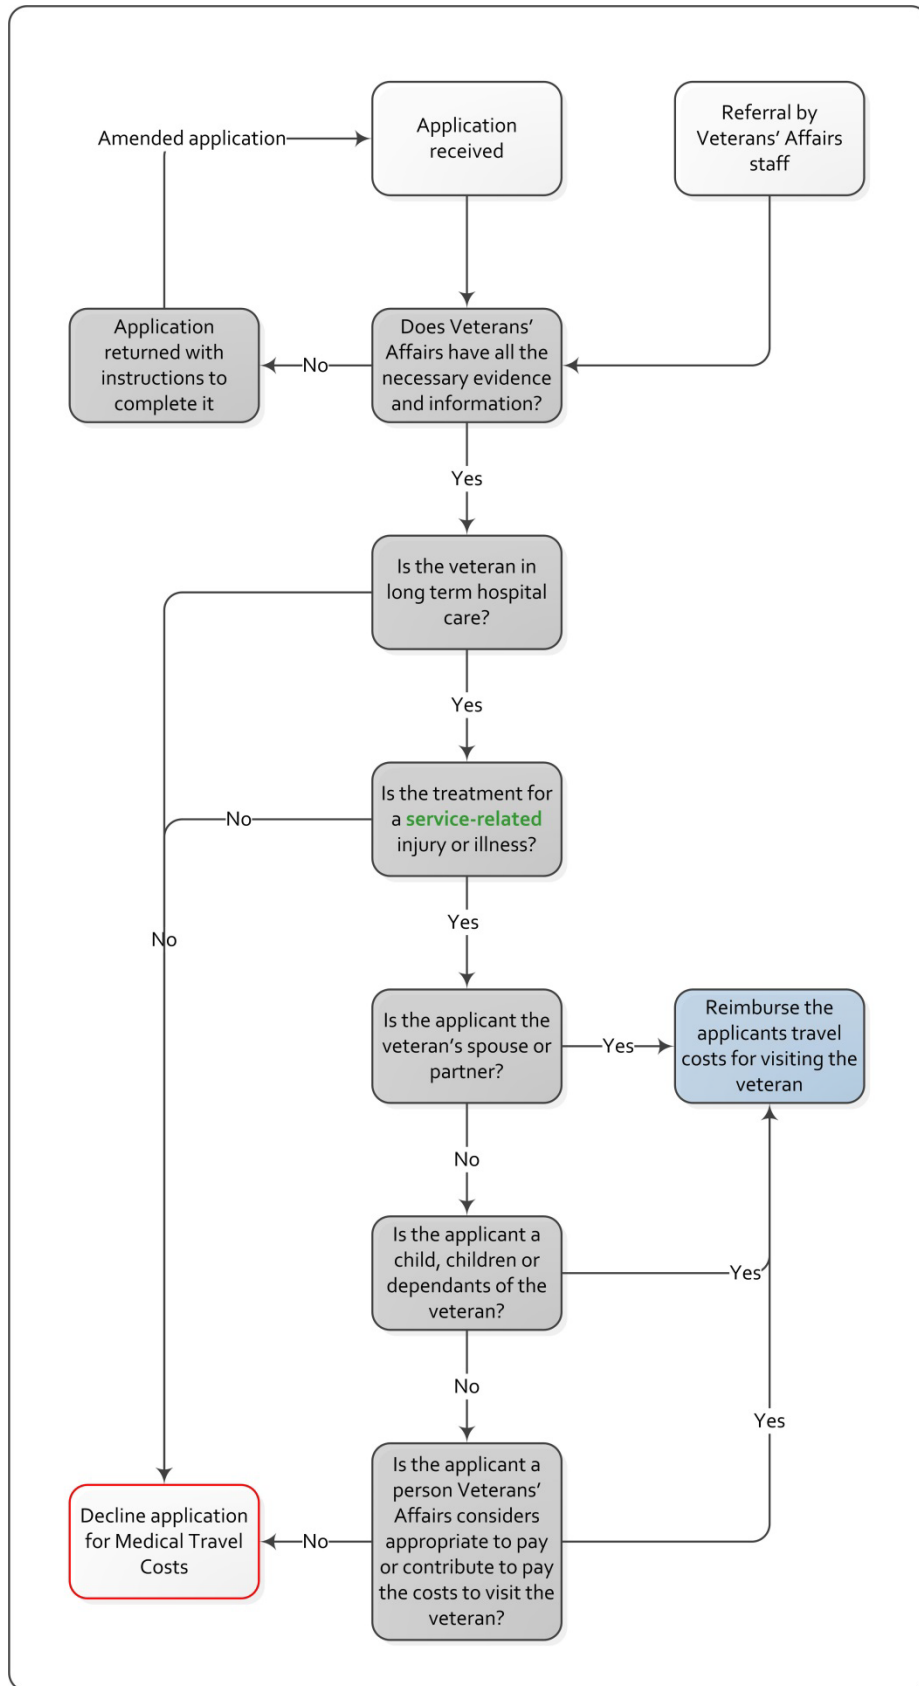 Amended application
Application
received
Referral by
Veterans' Affairs
staff
Application
returned with
instructions to
complete it
No
Does Veterans'
Affairs have all the
necessary evidence
and information?
Yes
Is the veteran in
long term hospital
care?
Yes
No
Is the treatment for
a service-related
injury or illness?
Yes
No
Is the applicant the
veteran's spouse or
partner?
Yes
Reimburse the
applicants travel
costs for visiting the
veteran
No
Is the applicant a
child, children or
dependants of the
veteran?
Yes
No
Yes
Decline application
for Medical Travel
Costs
No
Is the applicant a
person Veterans'
Affairs considers
appropriate to pay
or contribute to pay
the costs to visit the
veteran?